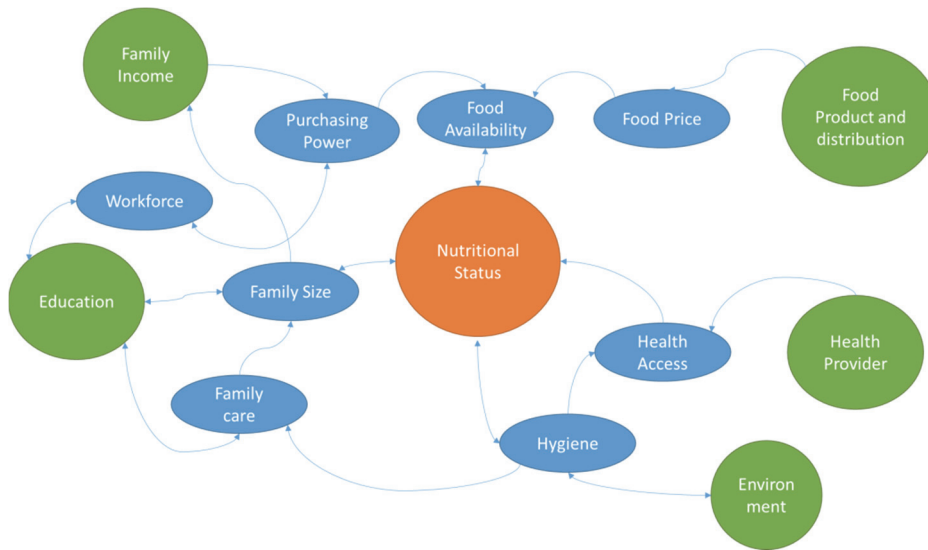 Family
Income
Purchasing
Power
Food
Availability
Food Price
Food
Product and
distribution
Workforce
Nutritional
Status
Education
Family Size
Health
Access
Health
Provider
Family
care
Hygiene
Environ
ment